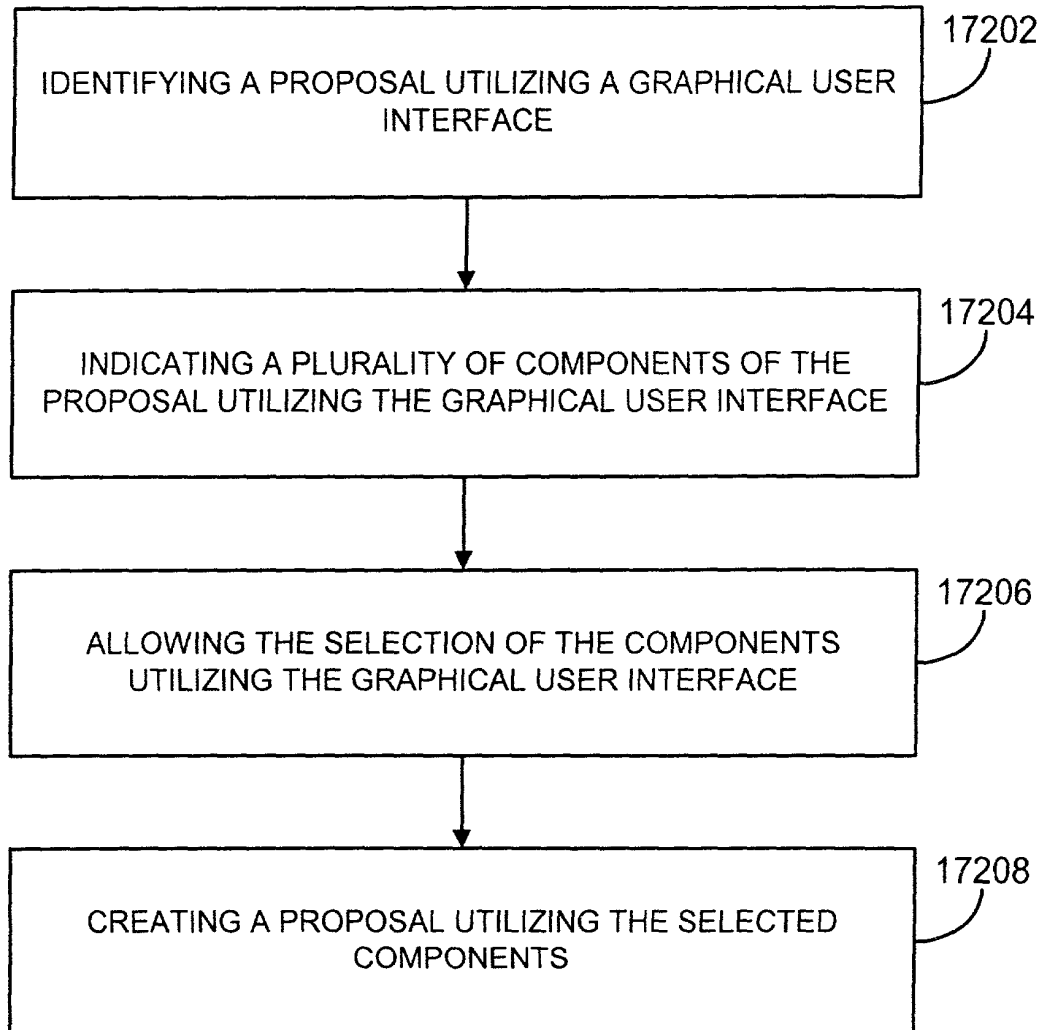 17202
IDENTIFYING A PROPOSAL UTILIZING A GRAPHICAL USER
INTERFACE
17204
INDICATING A PLURALITY OF COMPONENTS OF THE
PROPOSAL UTILIZING THE GRAPHICAL USER INTERFACE
17206
ALLOWING THE SELECTION OF THE COMPONENTS
UTILIZING THE GRAPHICAL USER INTERFACE
17208
CREATING A PROPOSAL UTILIZING THE SELECTED
COMPONENTS